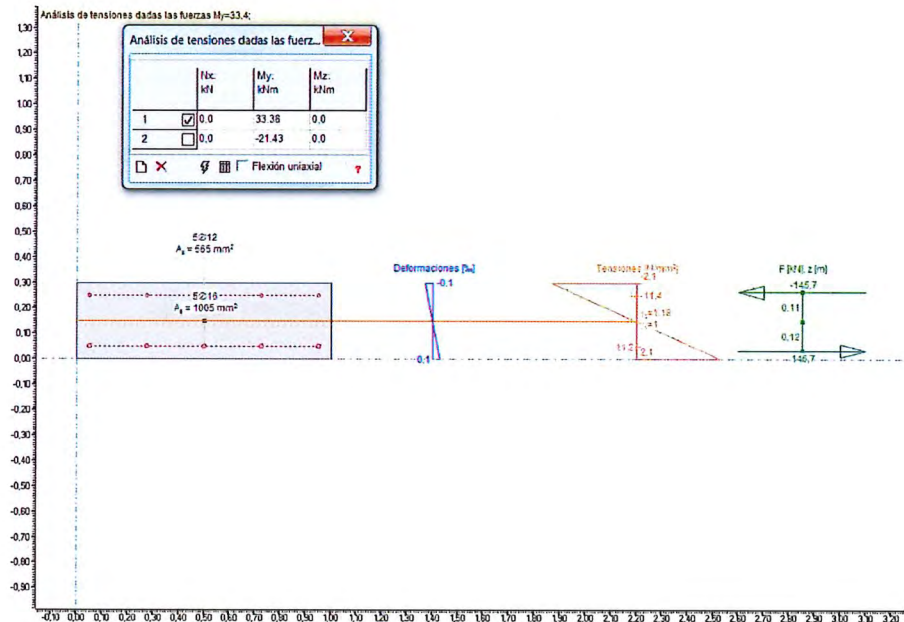 Análisis de tensiones dadas las fuerzas My=33,4;
Análisis de tensiones dadas las fuerz...
Nx: My: Mz:
kN kNm kNm
1 0,0 33.36 0,0
2 0,0 -21.43 0,0
Flexión uniaxial ?
5∅12
A_s = 565 mm²
5∅16
A_s = 1005 mm²
Deformaciones [‰]
-0,1
0,1
Tensiones [N/mm²]
-2,1
-11,4
11,2
2,1
F [kN], z [m]
-145,7
0,11
0,12
145,7
1,30
1,20
1,10
1,00
0,90
0,80
0,70
0,60
0,50
0,40
0,30
0,20
0,10
0,00
-0,10
-0,20
-0,30
-0,40
-0,50
-0,60
-0,70
-0,80
-0,90
-0,10 0,00 0,10 0,20 0,30 0,40 0,50 0,60 0,70 0,80 0,90 1,00 1,10 1,20 1,30 1,40 1,50 1,60 1,70 1,80 1,90 2,00 2,10 2,20 2,30 2,40 2,50 2,60 2,70 2,80 2,90 3,00 3,10 3,20